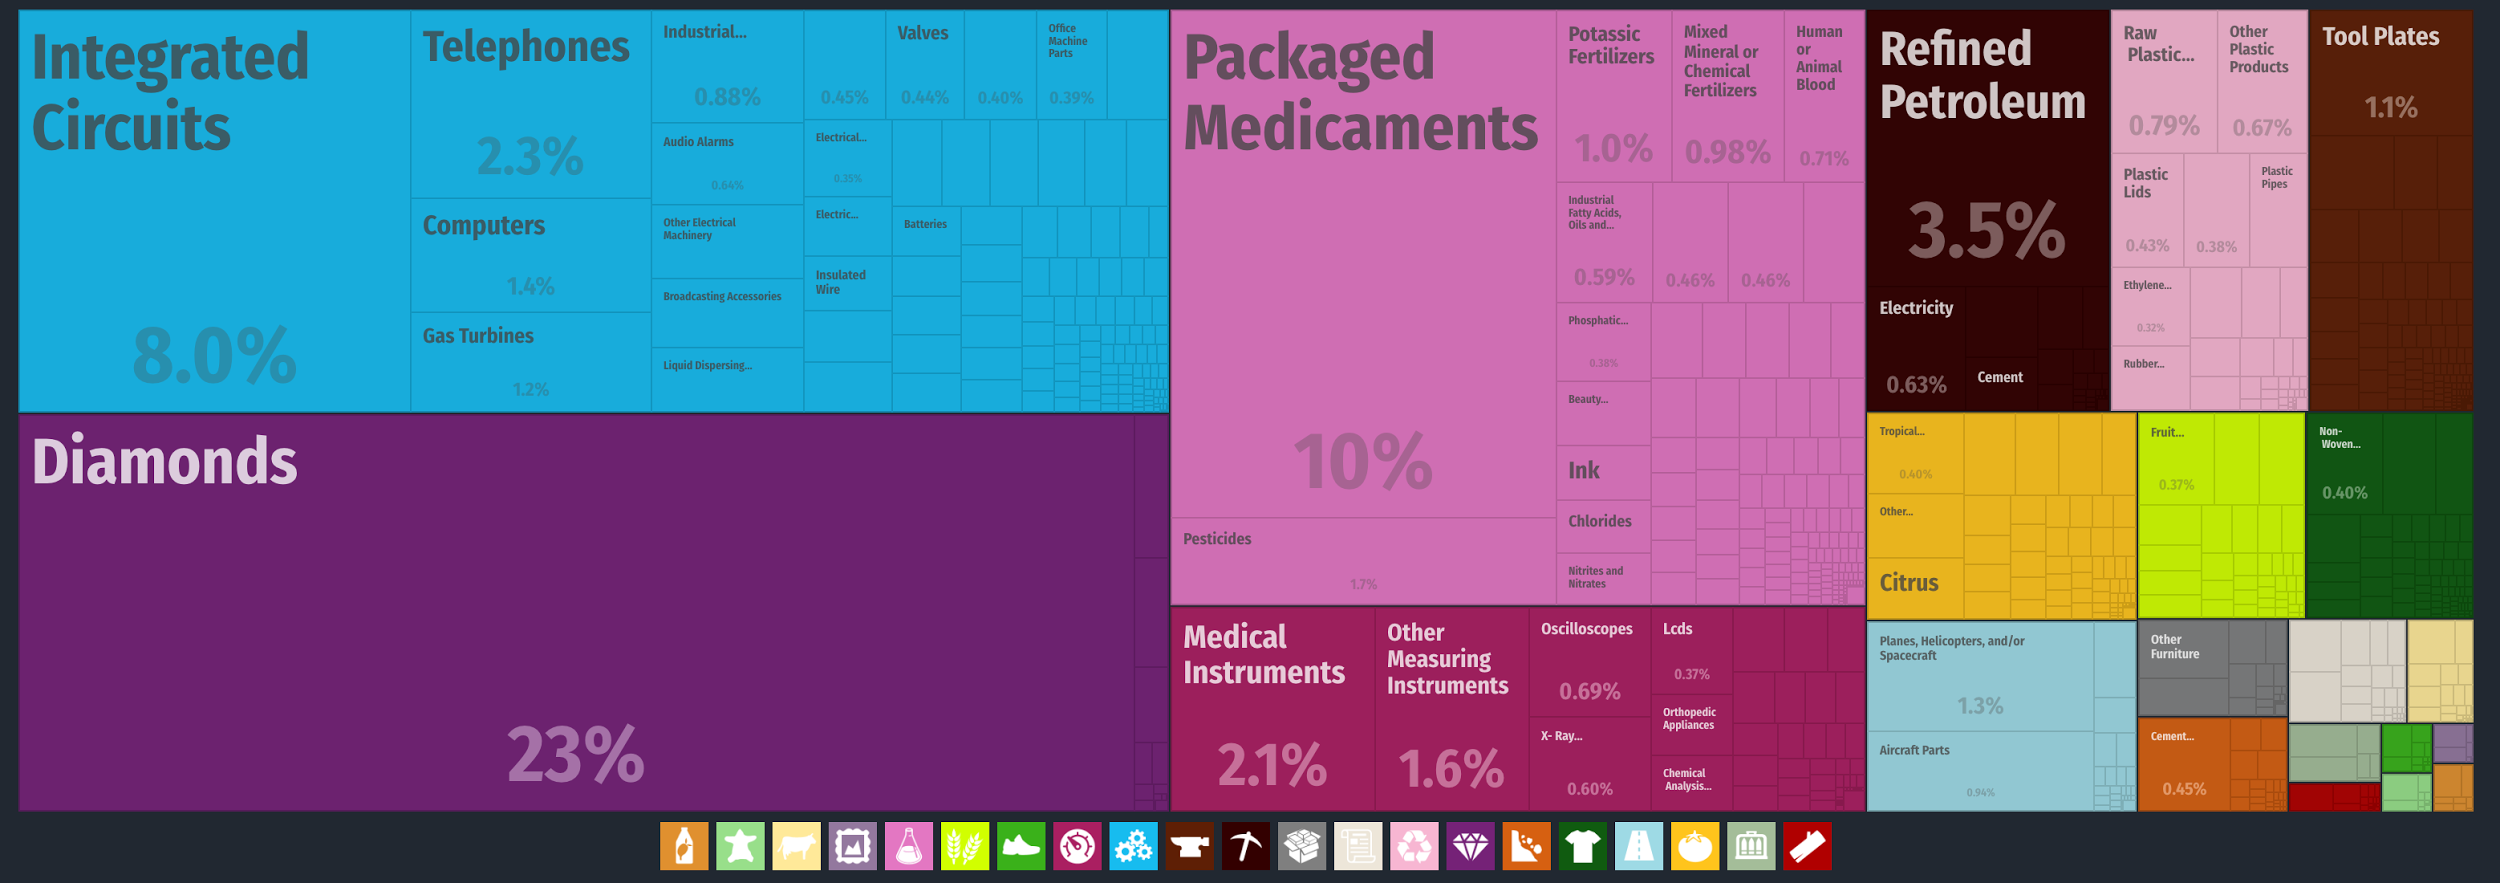 Integrated
Circuits
8.0%
Telephones
2.3%
Computers
1.4%
Gas Turbines
1.2%
Industrial...
0.88%
Audio Alarms
0.64%
Other Electrical
Machinery
Broadcasting Accessories
Liquid Dispersing...
0.45%
Valves
0.44%
0.40%
Office
Machine
Parts
0.39%
Electrical...
0.35%
Electric...
Insulated
Wire
Batteries
Diamonds
23%
Packaged
Medicaments
10%
Pesticides
1.7%
Potassic
Fertilizers
1.0%
Mixed
Mineral or
Chemical
Fertilizers
0.98%
Human
or
Animal
Blood
0.71%
Industrial
Fatty Acids,
Oils and...
0.59%
0.46%
0.46%
Phosphatic...
0.38%
Beauty...
Ink
Chlorides
Nitrites and
Nitrates
Medical
Instruments
2.1%
Other
Measuring
Instruments
1.6%
Oscilloscopes
0.69%
X- Ray...
0.60%
Lcds
0.37%
Orthopedic
Appliances
Chemical
Analysis...
Refined
Petroleum
3.5%
Electricity
0.63%
Cement
Raw
Plastic...
0.79%
Other
Plastic
Products
0.67%
Plastic
Lids
0.43%
0.38%
Plastic
Pipes
Ethylene...
0.32%
Rubber...
Tool Plates
1.1%
Tropical...
0.40%
Other...
Citrus
Fruit...
0.37%
Non-
Woven...
0.40%
Planes, Helicopters, and/or
Spacecraft
1.3%
Aircraft Parts
0.94%
Other
Furniture
Cement...
0.45%